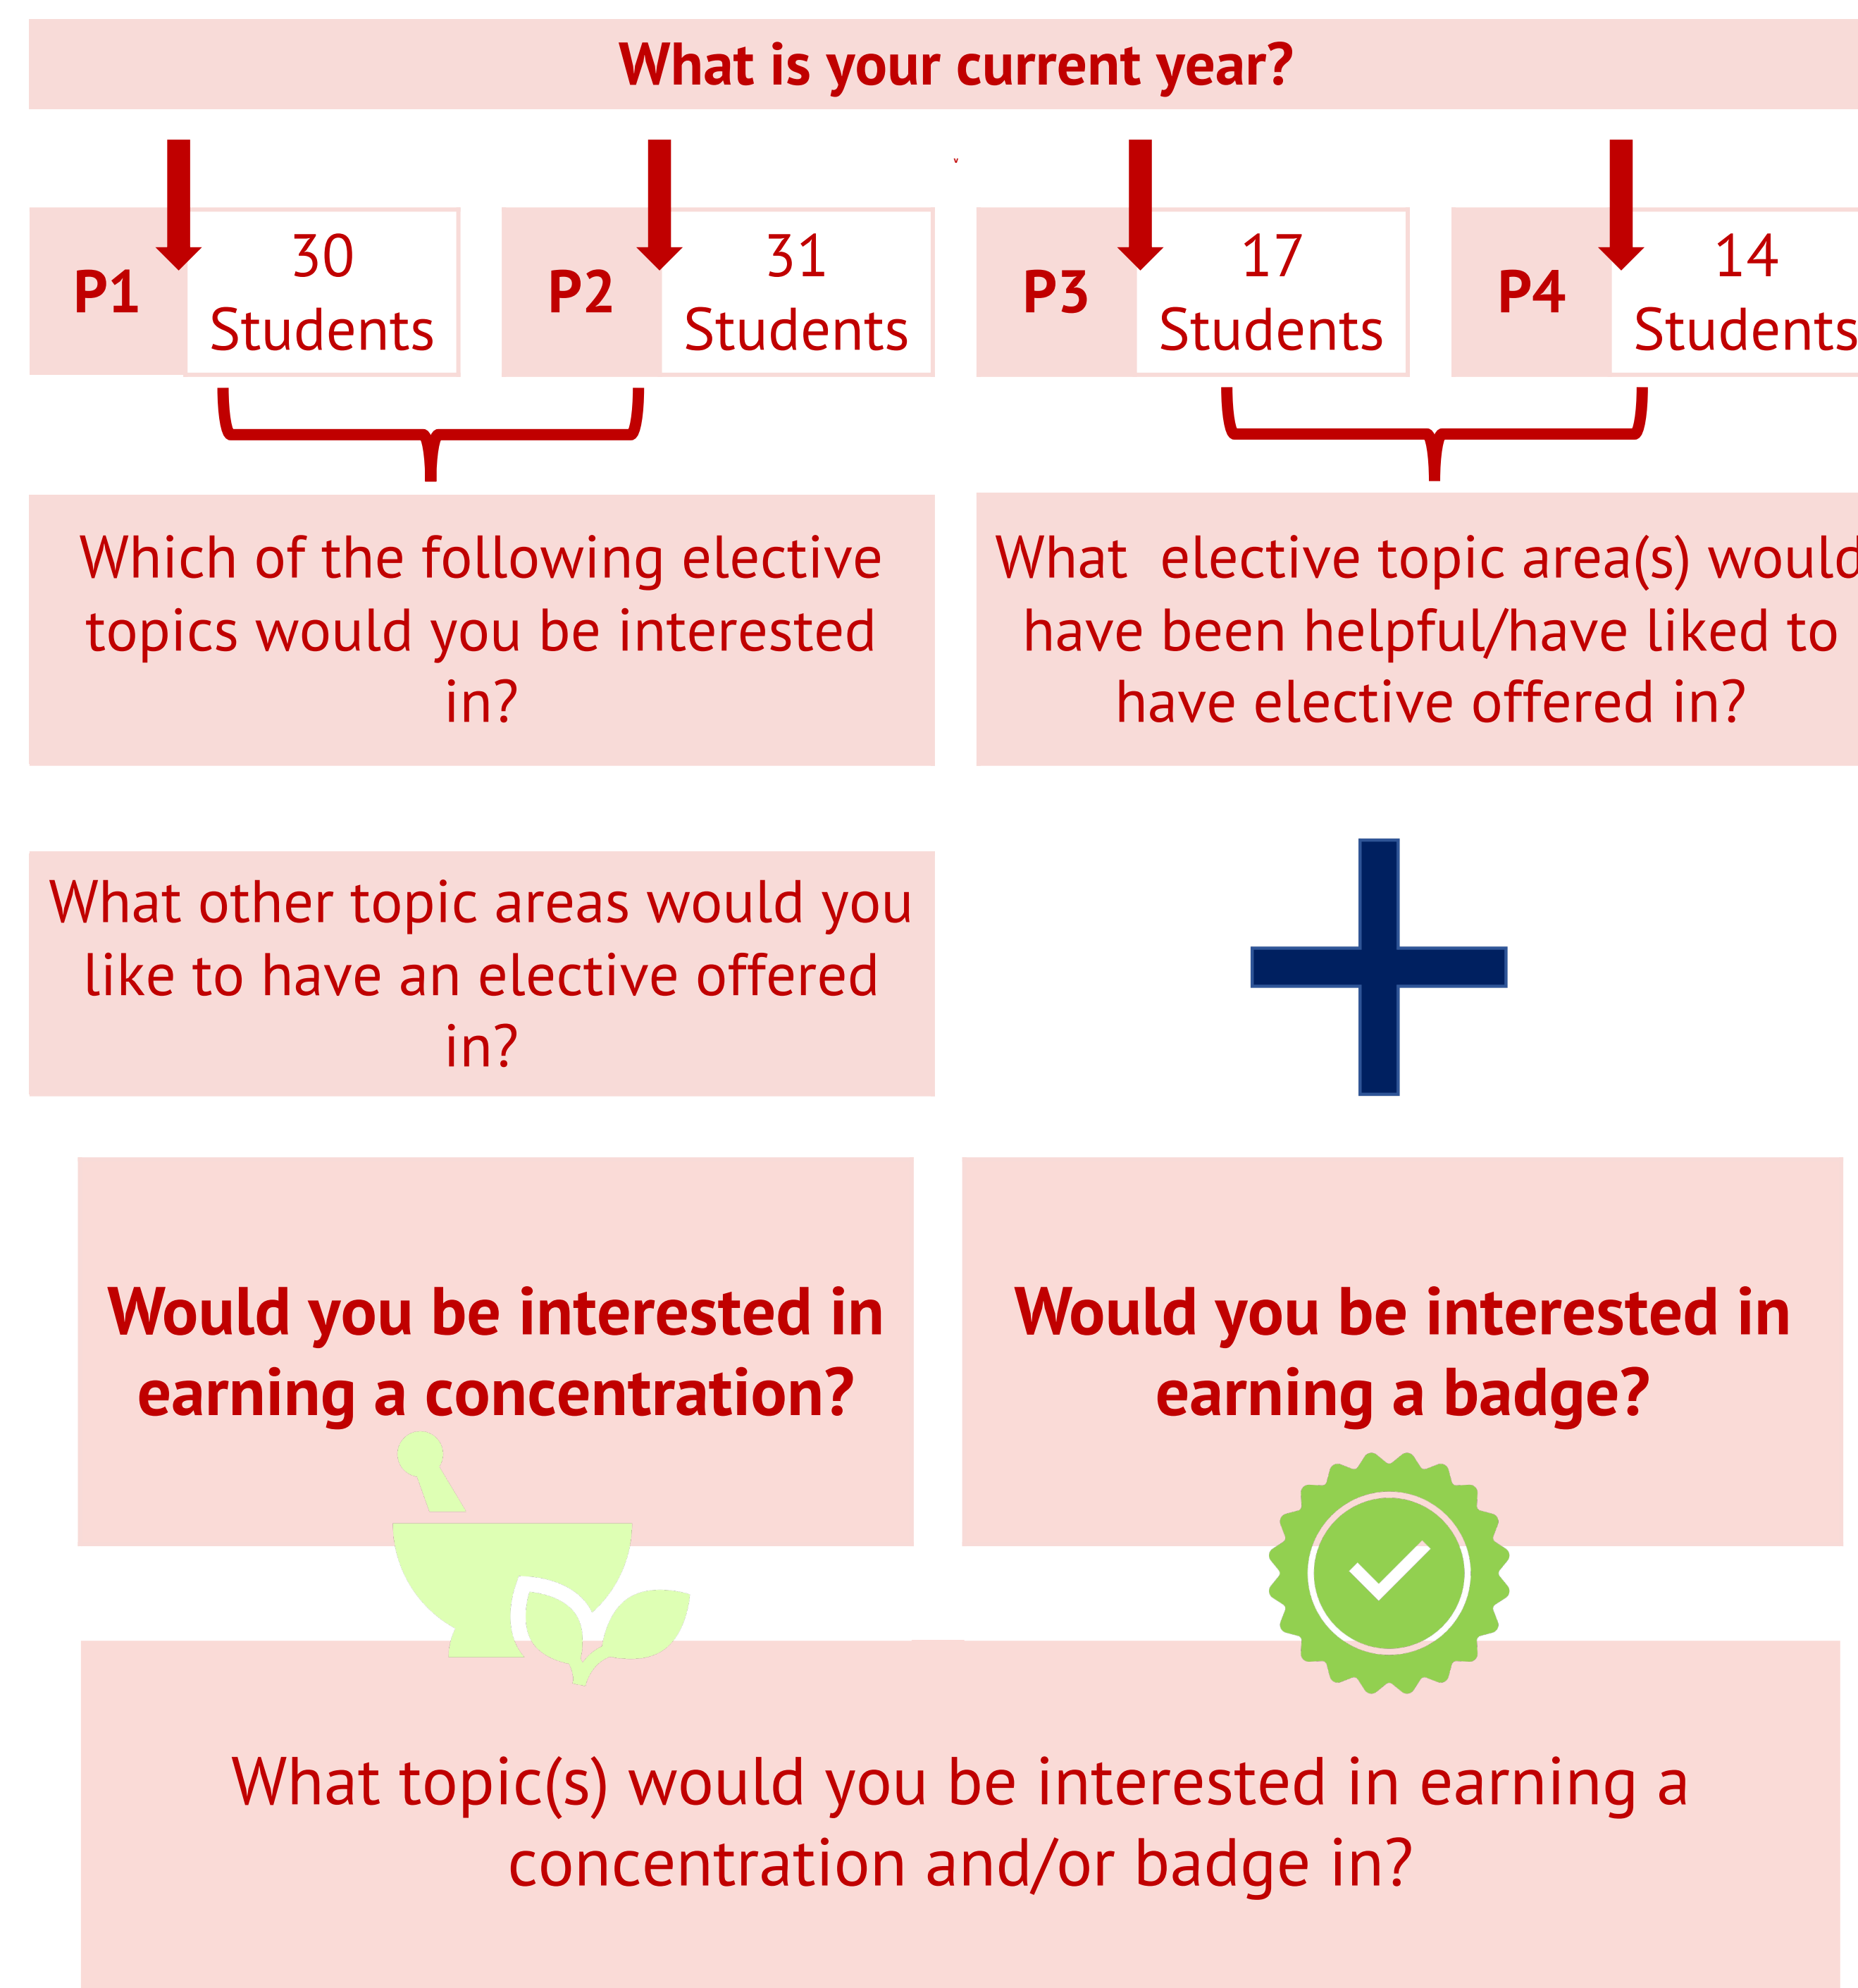 What is your current year?
v
P1
30
Students
P2
31
Students
P3
17
Students
P4
14
Students
Which of the following elective
topics would you be interested
in?
What elective topic area(s) would
have been helpful/have liked to
have elective offered in?
What other topic areas would you
like to have an elective offered
in?
Would you be interested in
earning a concentration?
Would you be interested in
earning a badge?
What topic(s) would you be interested in earning a
concentration and/or badge in?